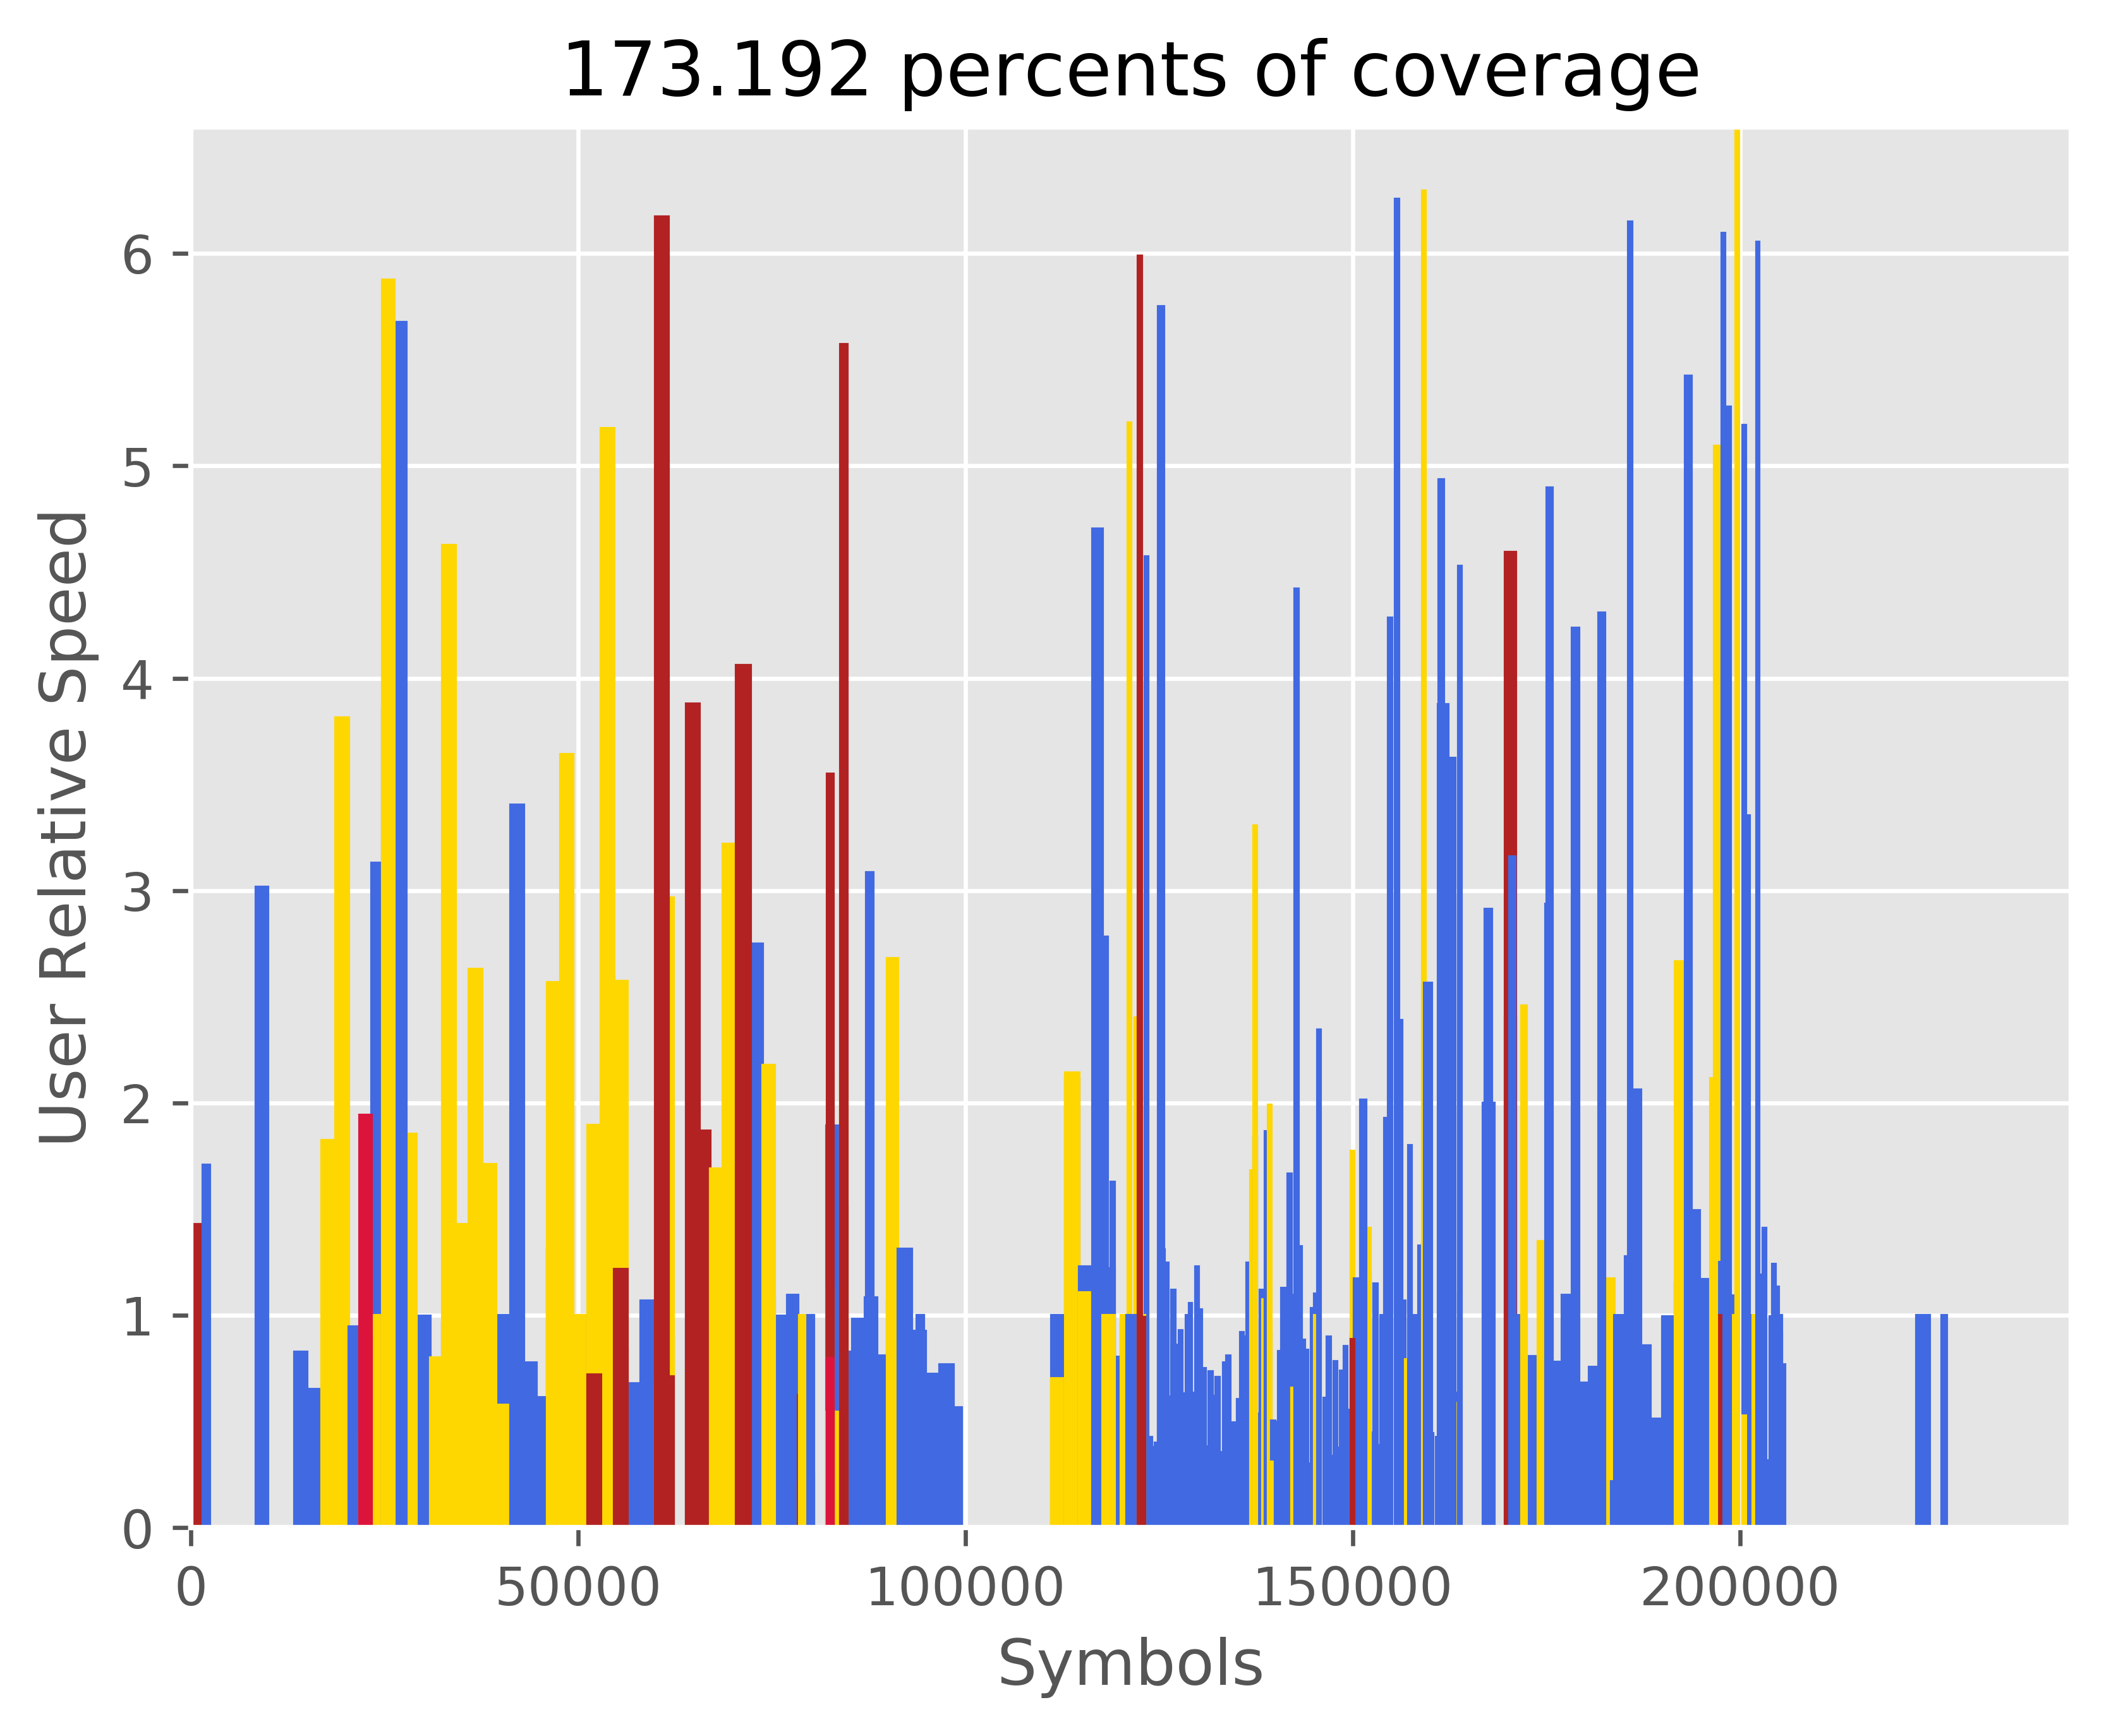 173.192 percents of coverage
User Relative Speed
6
5
4
3
2
1
0
0 50000 100000 150000 200000
Symbols